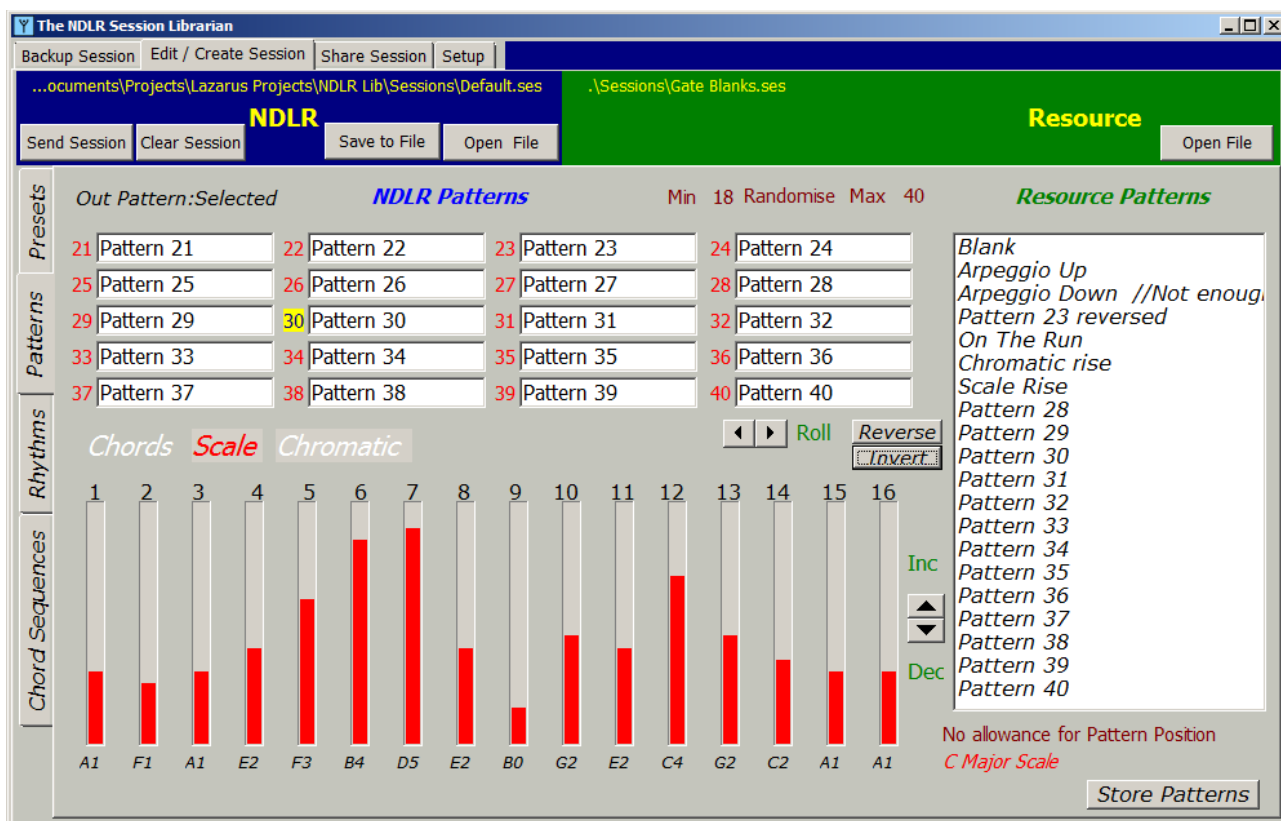 The NDLR Session Librarian
Backup Session Edit / Create Session Share Session Setup
...ocuments\Projects\Lazarus Projects\NDLR Lib\Sessions\Default.ses .\Sessions\Gate Blanks.ses
NDLR Resource
Send Session Clear Session Save to File Open File Open File
Presets
Patterns
Rhythms
Chord Sequences
Out Pattern:Selected NDLR Patterns Min 18 Randomise Max 40 Resource Patterns
21 Pattern 21 22 Pattern 22 23 Pattern 23 24 Pattern 24
25 Pattern 25 26 Pattern 26 27 Pattern 27 28 Pattern 28
29 Pattern 29 30 Pattern 30 31 Pattern 31 32 Pattern 32
33 Pattern 33 34 Pattern 34 35 Pattern 35 36 Pattern 36
37 Pattern 37 38 Pattern 38 39 Pattern 39 40 Pattern 40
Chords Scale Chromatic Roll Reverse
Invert
1 2 3 4 5 6 7 8 9 10 11 12 13 14 15 16
Inc
Dec
A1 F1 A1 E2 F3 B4 D5 E2 B0 G2 E2 C4 G2 C2 A1 A1
Blank
Arpeggio Up
Arpeggio Down //Not enoug
Pattern 23 reversed
On The Run
Chromatic rise
Scale Rise
Pattern 28
Pattern 29
Pattern 30
Pattern 31
Pattern 32
Pattern 33
Pattern 34
Pattern 35
Pattern 36
Pattern 37
Pattern 38
Pattern 39
Pattern 40
No allowance for Pattern Position
C Major Scale
Store Patterns